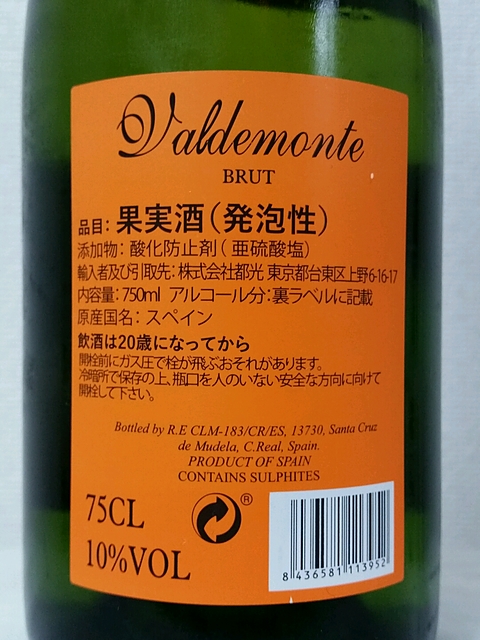 Valdemonte
BRUT
品目: 果実酒(発泡性)
添加物: 酸化防止剤(亜硫酸塩)
輸入者及び引取先: 株式会社都光 東京都台東区上野6-16-17
内容量: 750ml アルコール分: 裏ラベルに記載
原産国名: スペイン
飲酒は20歳になってから
開栓前にガス圧で栓が飛ぶおそれがあります。
冷暗所で保存の上、瓶口を人のいない安全な方向に向けて
開栓して下さい。
Bottled by R.E CLM-183/CR/ES, 13730, Santa Cruz
de Mudela, C.Real, Spain.
PRODUCT OF SPAIN
CONTAINS SULPHITES
75CL
10%VOL
®
8 436581 113952